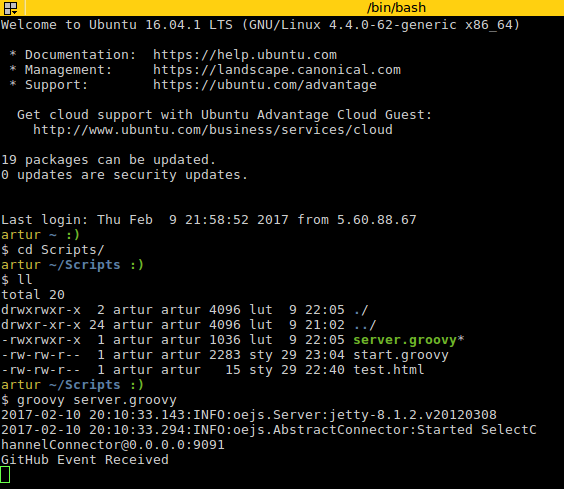 /bin/bash
Welcome to Ubuntu 16.04.1 LTS (GNU/Linux 4.4.0-62-generic x86_64)
* Documentation:  https://help.ubuntu.com
* Management:     https://landscape.canonical.com
* Support:        https://ubuntu.com/advantage
Get cloud support with Ubuntu Advantage Cloud Guest:
http://www.ubuntu.com/business/services/cloud
19 packages can be updated.
0 updates are security updates.
Last login: Thu Feb  9 21:58:52 2017 from 5.60.88.67
artur ~ :)
$ cd Scripts/
artur ~/Scripts :)
$ ll
total 20
drwxrwxr-x  2 artur artur 4096 lut  9 22:05 ./
drwxr-xr-x 24 artur artur 4096 lut  9 21:02 ../
-rwxrwxr-x  1 artur artur 1036 lut  9 22:05 server.groovy*
-rw-rw-r--  1 artur artur 2283 sty 29 23:04 start.groovy
-rw-rw-r--  1 artur artur   15 sty 29 22:40 test.html
artur ~/Scripts :)
$ groovy server.groovy
2017-02-10 20:10:33.143:INFO:oejs.Server:jetty-8.1.2.v20120308
2017-02-10 20:10:33.294:INFO:oejs.AbstractConnector:Started SelectC
hannelConnector@0.0.0.0:9091
GitHub Event Received